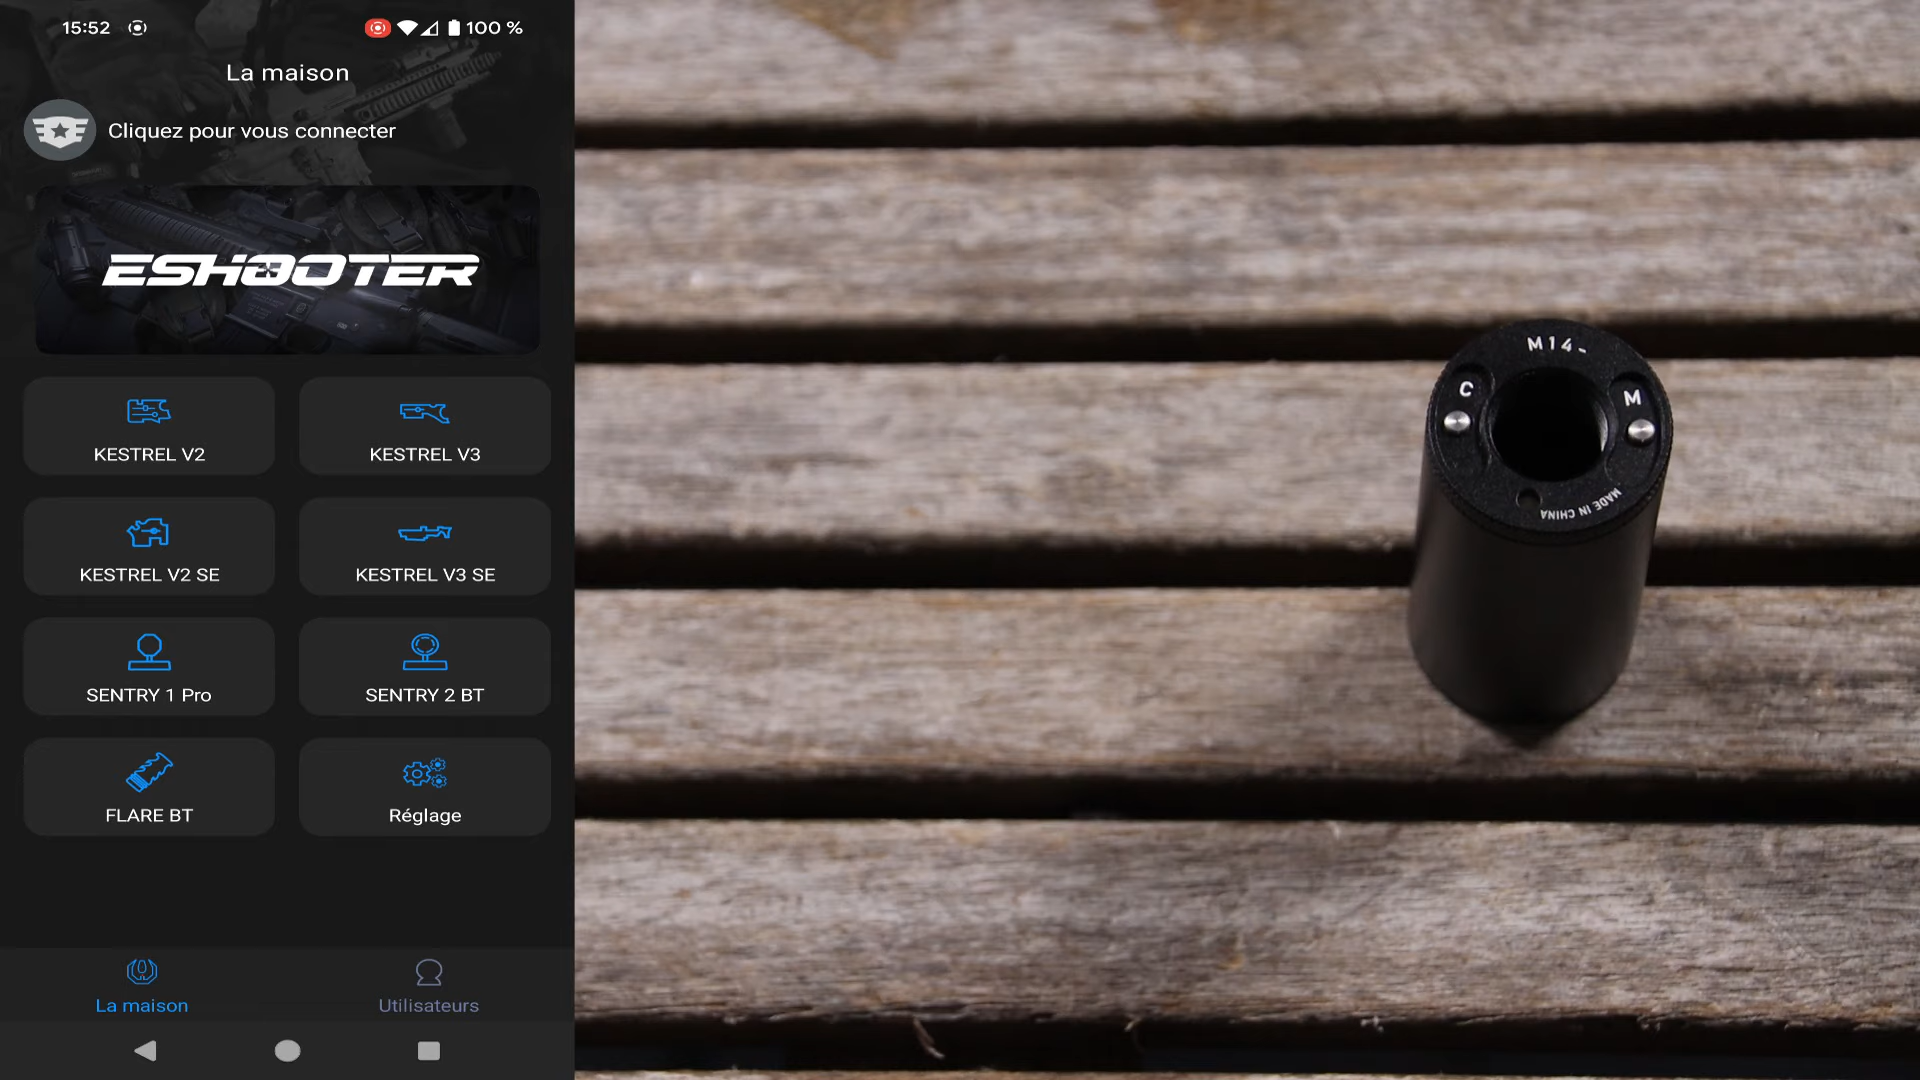 15:52
100 %
La maison
Cliquez pour vous connecter
ESHOOTER
KESTREL V2
KESTREL V3
KESTREL V2 SE
KESTREL V3 SE
SENTRY 1 Pro
SENTRY 2 BT
FLARE BT
Réglage
La maison
Utilisateurs
M14-
C
M
MADE IN CHINA